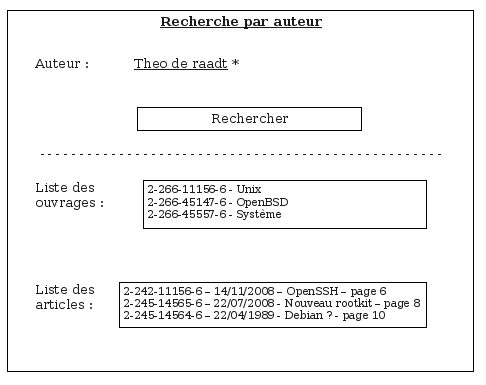 Recherche par auteur
Auteur : Theo de raadt *
Rechercher
Liste des
ouvrages :
2-266-11156-6 - Unix
2-266-45147-6 - OpenBSD
2-266-45557-6 - Système
Liste des
articles :
2-242-11156-6 – 14/11/2008 – OpenSSH – page 6
2-245-14565-6 – 22/07/2008 - Nouveau rootkit – page 8
2-245-14564-6 – 22/04/1989 - Debian ? - page 10